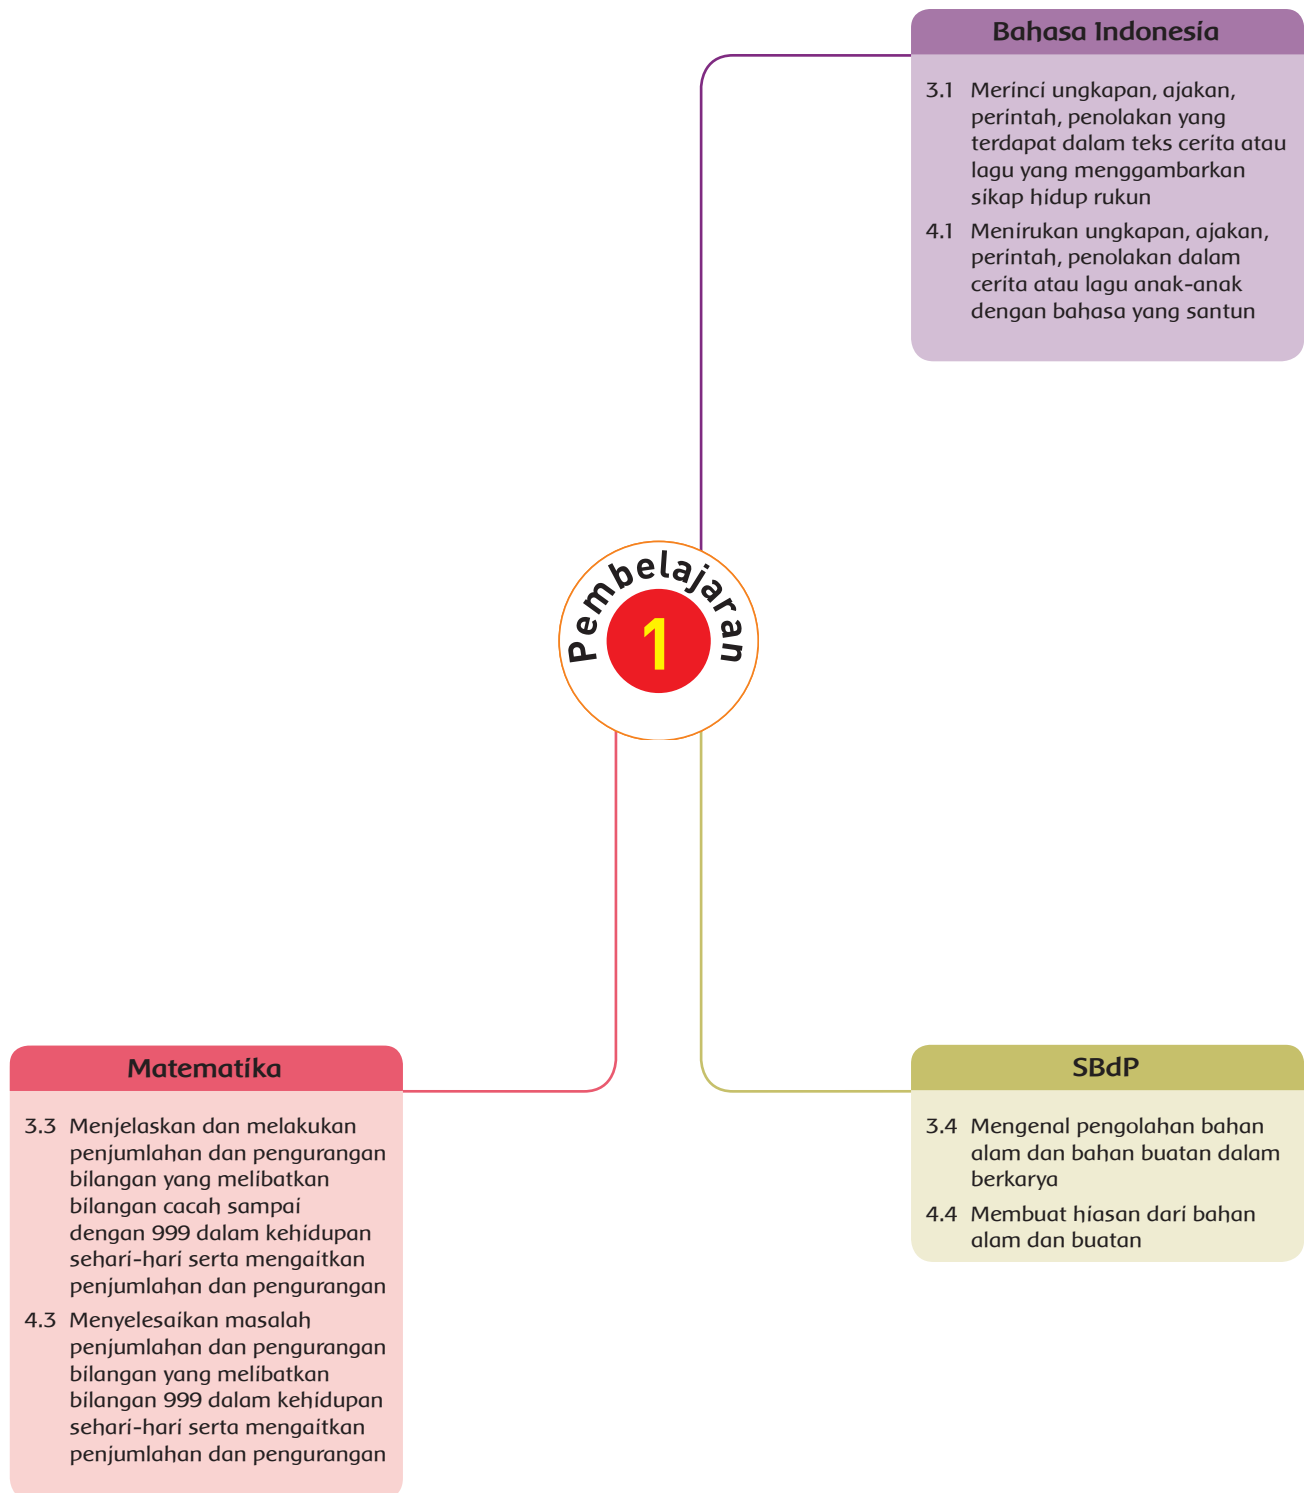 Bahasa Indonesia
3.1 Merinci ungkapan, ajakan,
perintah, penolakan yang
terdapat dalam teks cerita atau
lagu yang menggambarkan
sikap hidup rukun
4.1 Menirukan ungkapan, ajakan,
perintah, penolakan dalam
cerita atau lagu anak-anak
dengan bahasa yang santun
Pembelajaran
1
Matematika
3.3 Menjelaskan dan melakukan
penjumlahan dan pengurangan
bilangan yang melibatkan
bilangan cacah sampai
dengan 999 dalam kehidupan
sehari-hari serta mengaitkan
penjumlahan dan pengurangan
4.3 Menyelesaikan masalah
penjumlahan dan pengurangan
bilangan yang melibatkan
bilangan 999 dalam kehidupan
sehari-hari serta mengaitkan
penjumlahan dan pengurangan
SBdP
3.4 Mengenal pengolahan bahan
alam dan bahan buatan dalam
berkarya
4.4 Membuat hiasan dari bahan
alam dan buatan